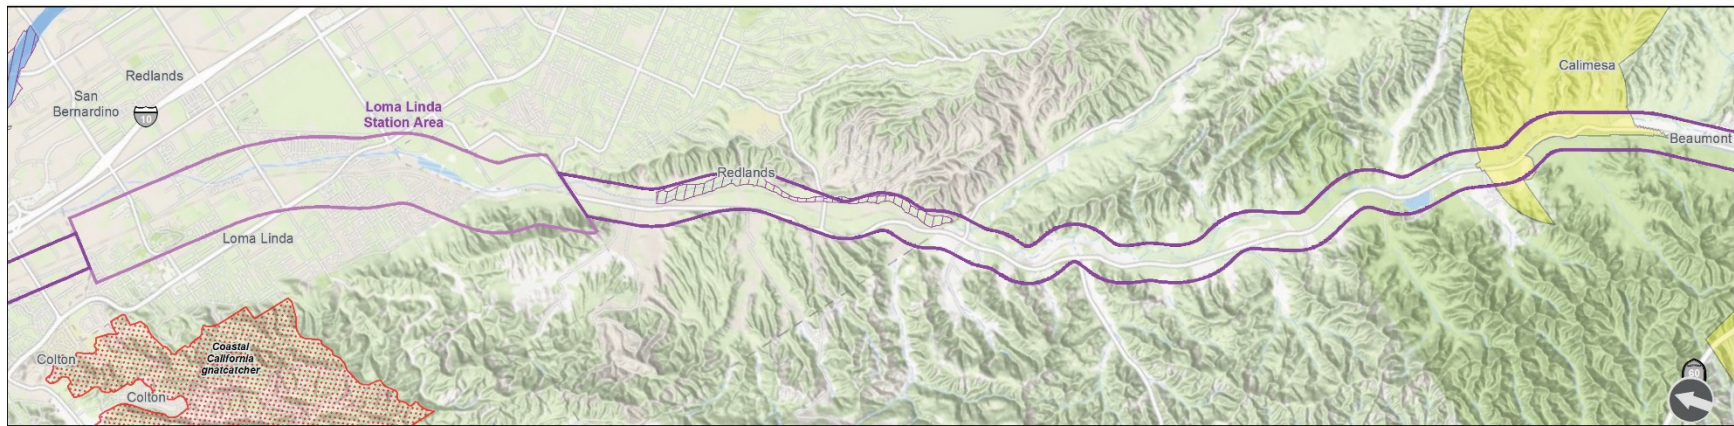 Redlands
San
Bernardino
10
Loma Linda
Station Area
Redlands
Calimesa
Beaumont
Loma Linda
Coastal
California
gnatcatcher
Colton
Colton
60